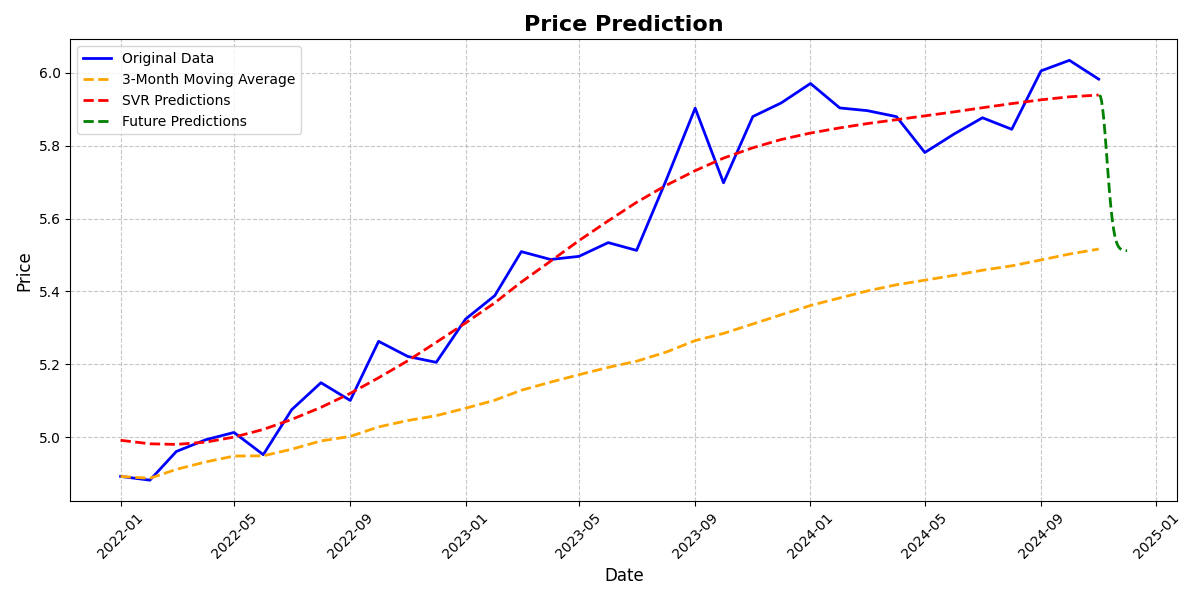 Price Prediction
Original Data
3-Month Moving Average
SVR Predictions
Future Predictions
Price
6.0
5.8
5.6
5.4
5.2
5.0
2022-01
2022-05
2022-09
2023-01
2023-05
2023-09
2024-01
2024-05
2024-09
2025-01
Date